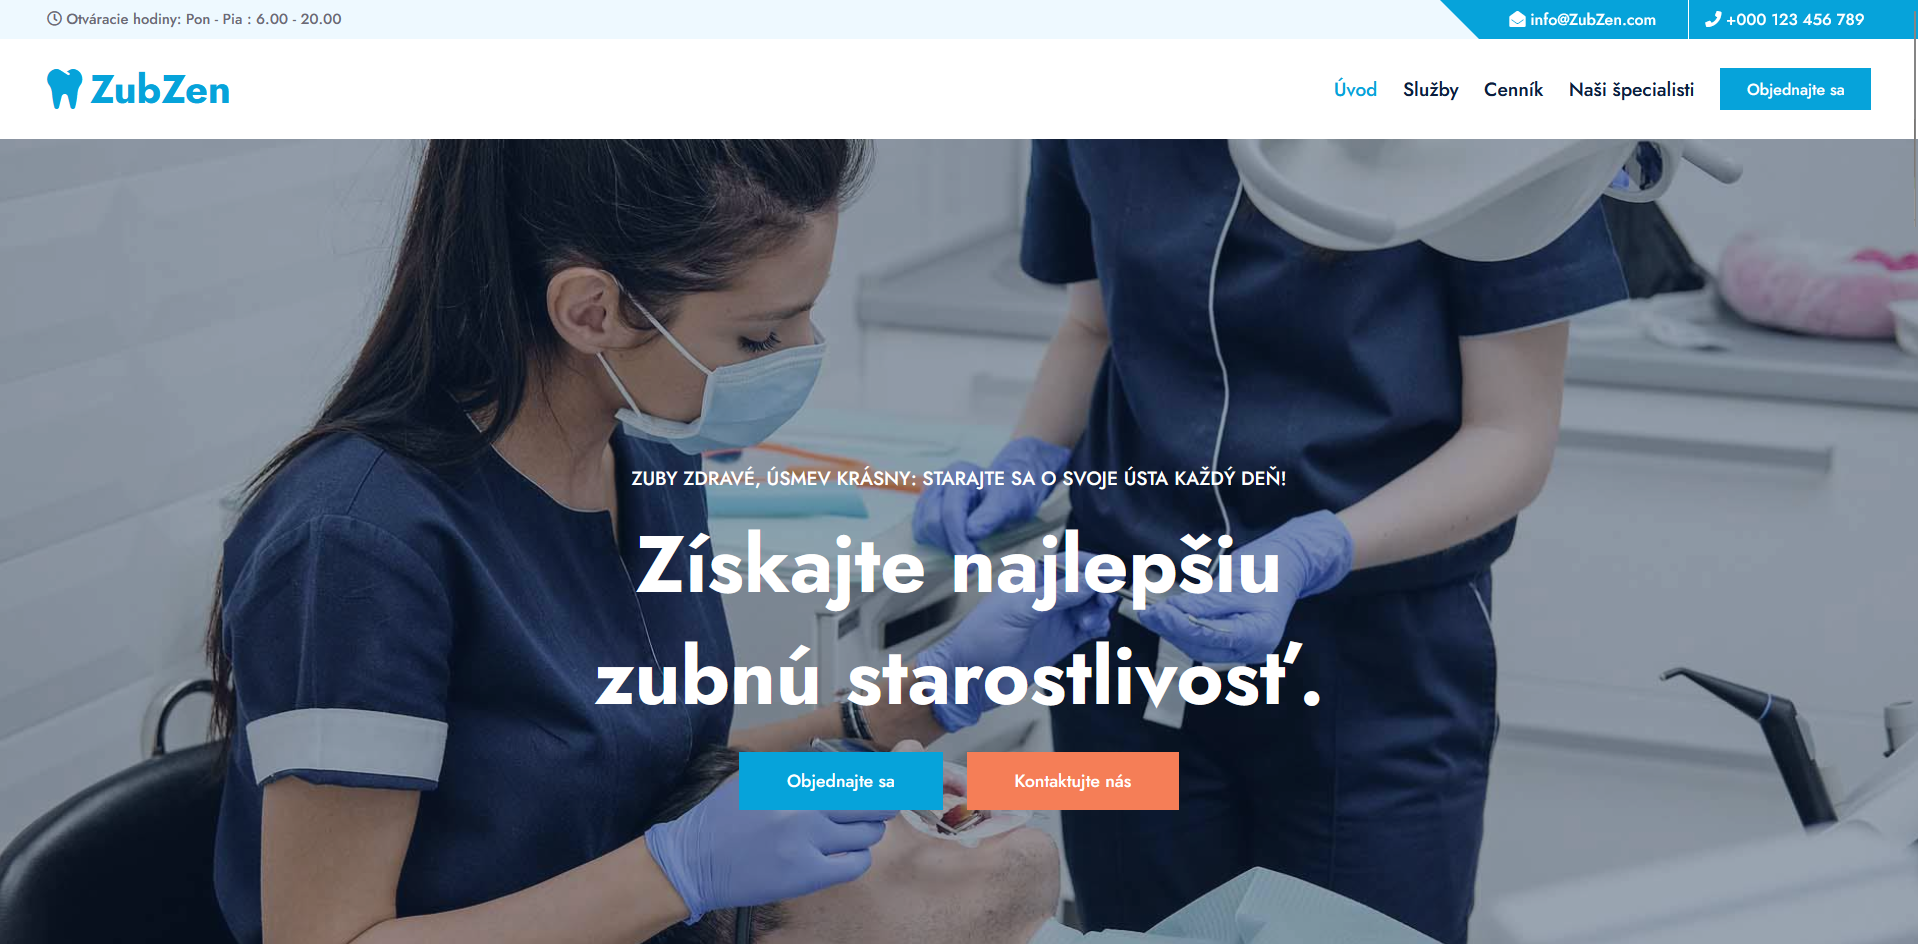 Otváracie hodiny: Pon - Pia : 6.00 - 20.00
info@ZubZen.com
+000 123 456 789
ZubZen
Úvod
Služby
Cenník
Naši špecialisti
Objednajte sa
ZUBY ZDRAVÉ, ÚSMEV KRÁSNY: STARAJTE SA O SVOJE ÚSTA KAŽDÝ DEŇ!
Získajte najlepšiu
zubnú starostlivosť.
Objednajte sa
Kontaktujte nás